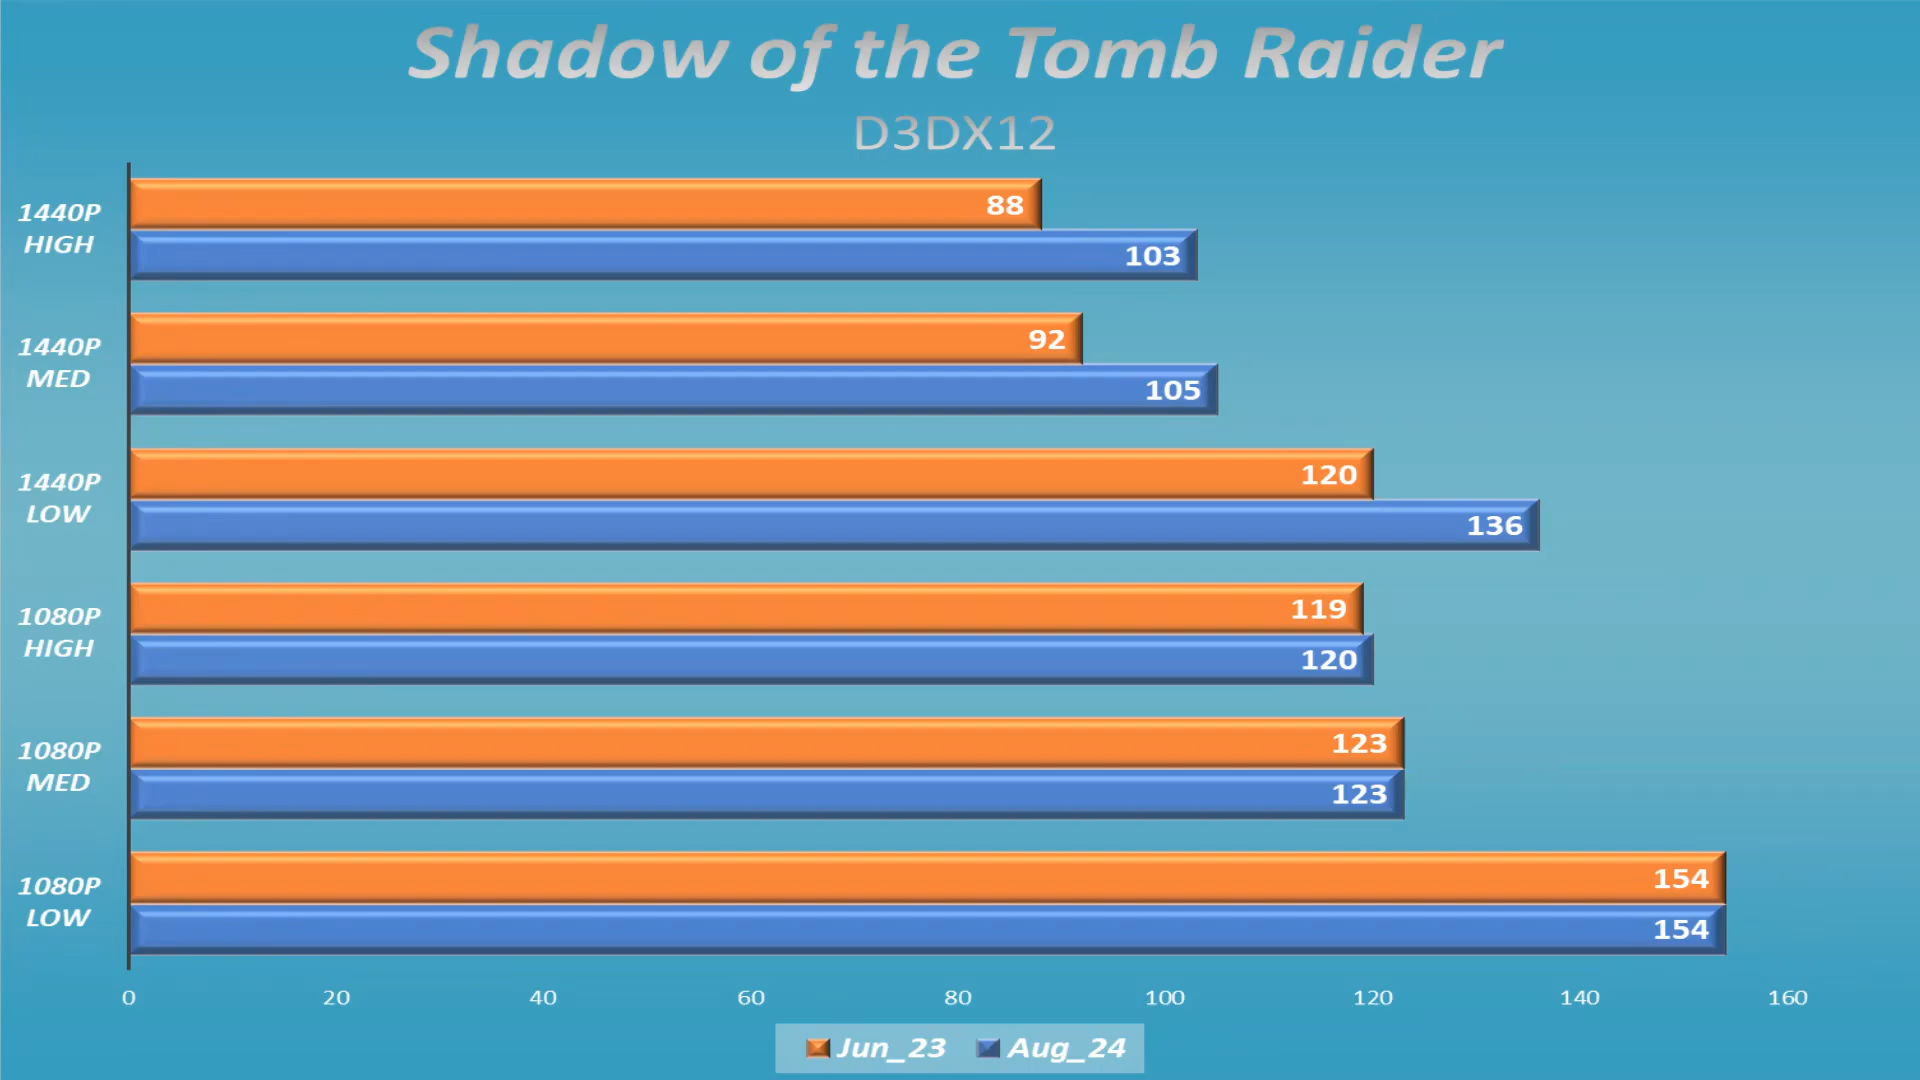 Shadow of the Tomb Raider
D3DX12
1440P
HIGH
88
103
1440P
MED
92
105
1440P
LOW
120
136
1080P
HIGH
119
120
1080P
MED
123
123
1080P
LOW
154
154
0 20 40 60 80 100 120 140 160
Jun_23 Aug_24